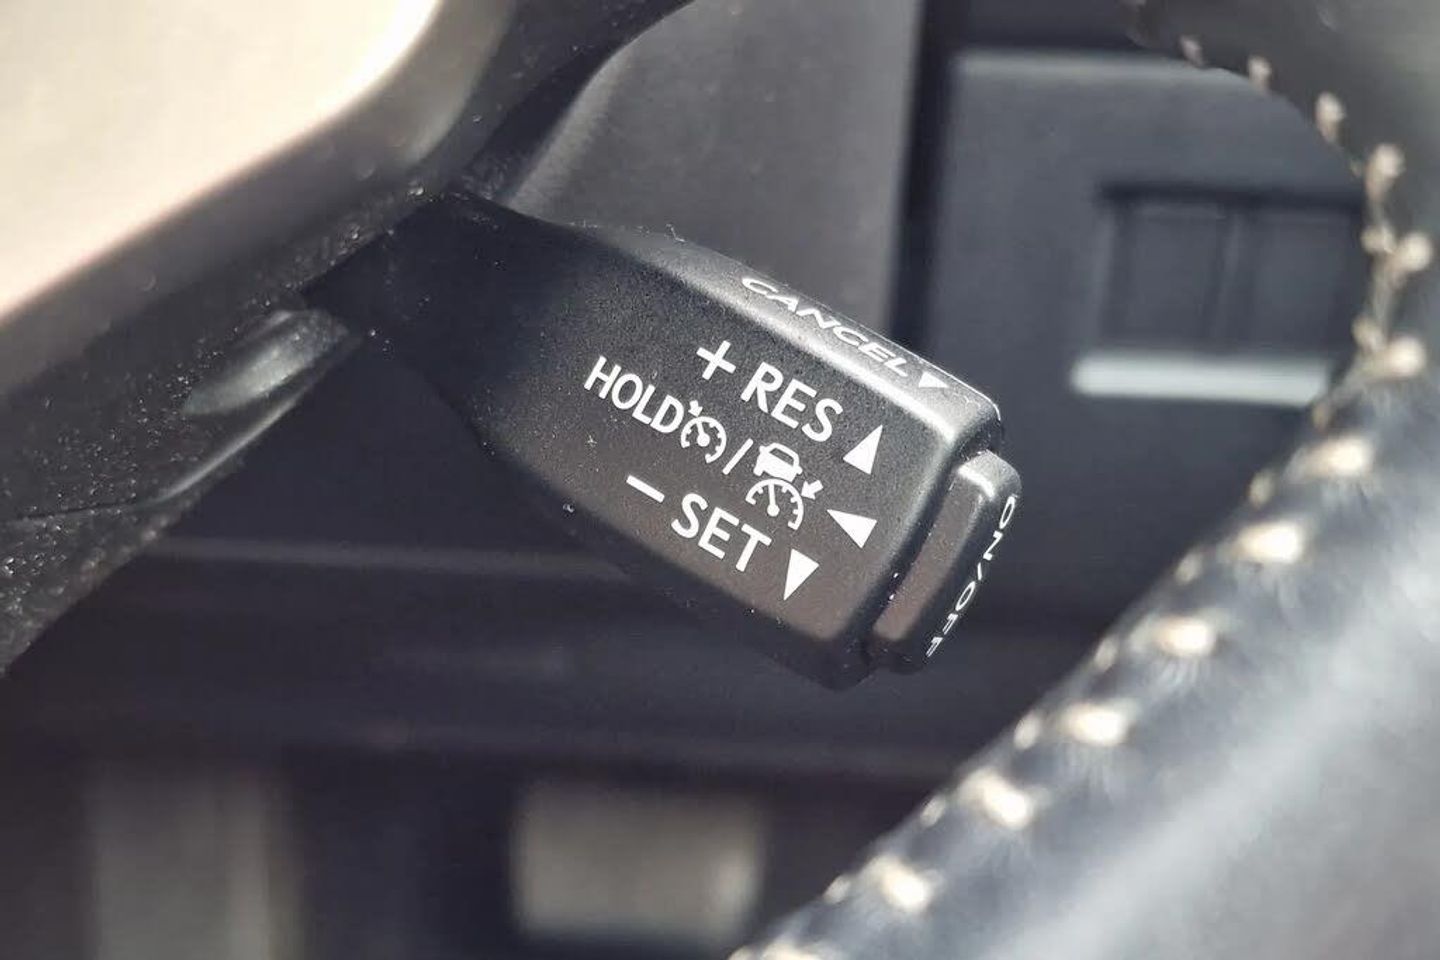 CANCEL
+ RES
HOLD /
- SET
ON/OFF